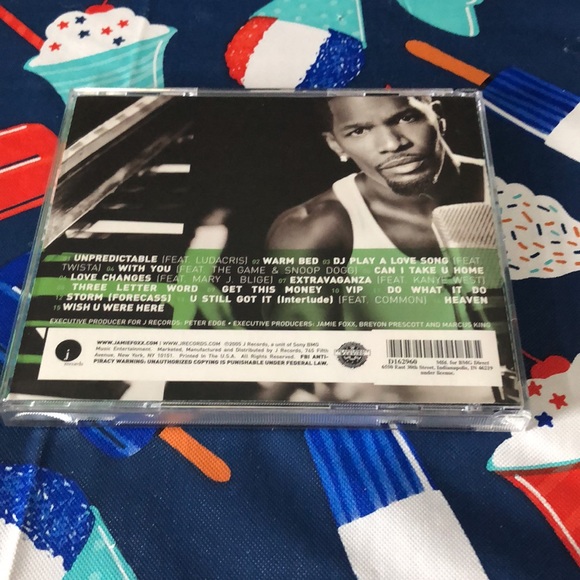 01 UNPREDICTABLE (FEAT. LUDACRIS) 02 WARM BED 03 DJ PLAY A LOVE SONG (FEAT.
TWISTA) 04 WITH YOU (FEAT. THE GAME & SNOOP DOGG) CAN I TAKE U HOME
LOVE CHANGES (FEAT. MARY J. BLIGE) 07 EXTRAVAGANZA (FEAT. KANYE WEST)
THREE LETTER WORD GET THIS MONEY 10 VIP DO WHAT IT DO
12 STORM (FORECASS) U STILL GOT IT (Interlude) (FEAT. COMMON) HEAVEN
15 WISH U WERE HERE
EXECUTIVE PRODUCER FOR J RECORDS: PETER EDGE • EXECUTIVE PRODUCERS: JAMIE FOXX, BREYON PRESCOTT AND MARCUS KING
j
records
WWW.JAMIEFOXX.COM WWW.JRECORDS.COM ℗©2005 J Records, a unit of Sony BMG
Music Entertainment. Marketed, Manufactured and Distributed by J Records, 745 Fifth
Avenue, New York, NY 10151. Printed in The U.S.A. All Rights Reserved. FBI ANTI-
PIRACY WARNING: UNAUTHORIZED COPYING IS PUNISHABLE UNDER FEDERAL LAW.
D162960
Mfd. for BMG Direct
6550 East 30th Street, Indianapolis, IN 46219
under license.